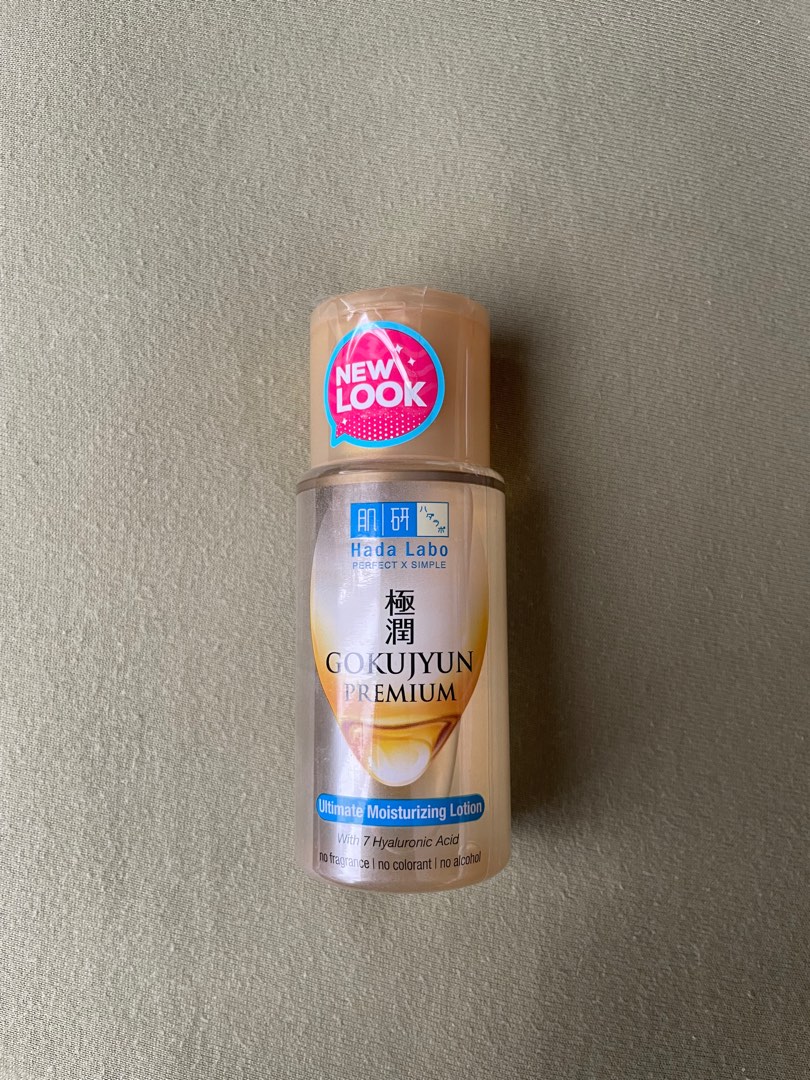 NEW
LOOK
肌研 ハダラボ
Hada Labo
PERFECT X SIMPLE
極
潤
GOKUJYUN
PREMIUM
Ultimate Moisturizing Lotion
With 7 Hyaluronic Acid
no fragrance | no colorant | no alcohol